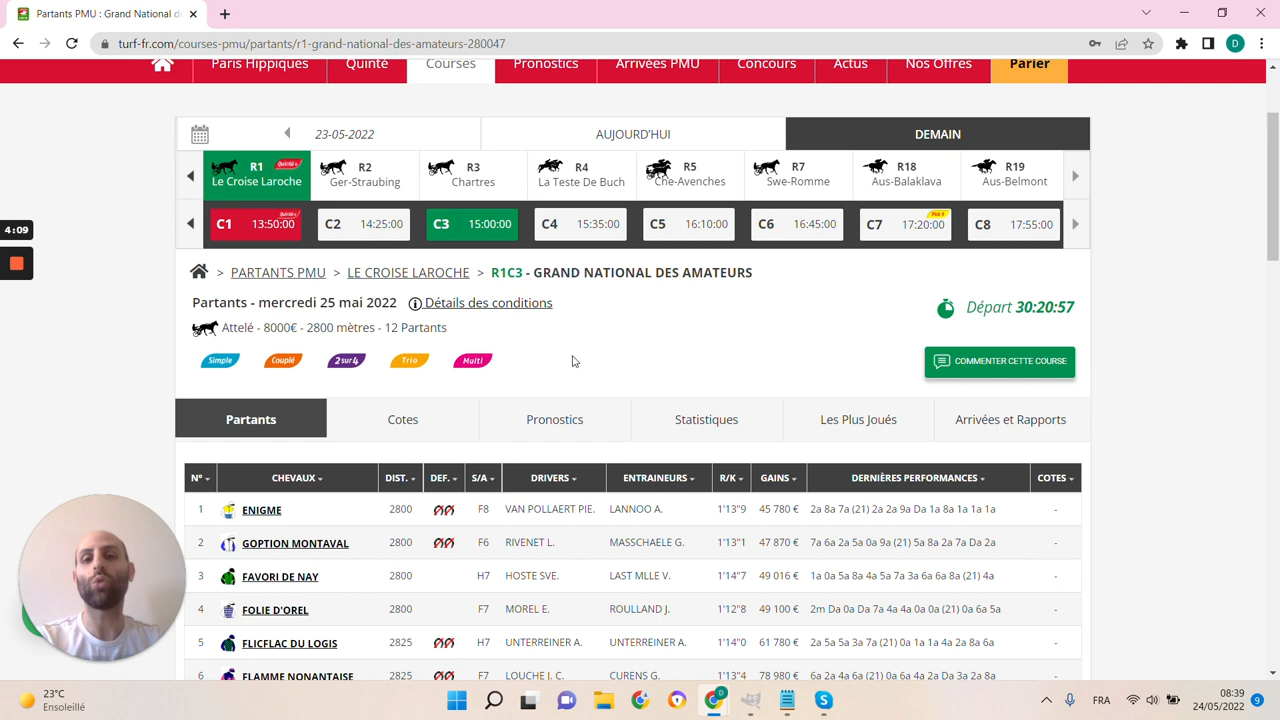 Partants PMU : Grand National d
turf-fr.com/courses-pmu/partants/r1-grand-national-des-amateurs-280047
D
Paris Hippiques Quinté Courses Pronostics Arrivées PMU Concours Actus Nos Offres Parier
23-05-2022 AUJOURD'HUI DEMAIN
R1 Quinté+ R2 R3 R4 R5 R7 R18 R19
Le Croise Laroche Ger-Straubing Chartres La Teste De Buch Che-Avenches Swe-Romme Aus-Balaklava Aus-Belmont
C1 13:50:00 Quinté+ C2 14:25:00 C3 15:00:00 C4 15:35:00 C5 16:10:00 C6 16:45:00 C7 17:20:00 C8 17:55:00
4:09
> PARTANTS PMU > LE CROISE LAROCHE > R1C3 - GRAND NATIONAL DES AMATEURS
Partants - mercredi 25 mai 2022 Détails des conditions
Départ 30:20:57
Attelé - 8000€ - 2800 mètres - 12 Partants
Simple Couplé 2 sur 4 Trio Multi
COMMENTER CETTE COURSE
Partants Cotes Pronostics Statistiques Les Plus Joués Arrivées et Rapports
N° CHEVAUX DIST. DEF. S/A DRIVERS ENTRAINEURS R/K GAINS DERNIÈRES PERFORMANCES COTES
1 ENIGME 2800 F8 VAN POLLAERT PIE. LANNOO A. 1'13"9 45 780 € 2a 8a 7a (21) 2a 2a 9a Da 1a 8a 1a 1a 1a -
2 GOPTION MONTAVAL 2800 F6 RIVENET L. MASSCHAELE G. 1'13"1 47 870 € 7a 6a 2a 5a 0a 9a (21) 5a 8a 2a 7a Da 2a -
3 FAVORI DE NAY 2800 H7 HOSTE SVE. LAST MLLE V. 1'14"7 49 016 € 1a 0a 5a 8a 4a 5a 7a 3a 6a 6a 8a (21) 4a -
4 FOLIE D'OREL 2800 F7 MOREL E. ROULLAND J. 1'12"8 49 100 € 2m Da 0a Da 7a 4a 4a 0a 0a (21) 0a 6a 5a -
5 FLICFLAC DU LOGIS 2825 H7 UNTERREINER A. UNTERREINER A. 1'14"0 61 780 € 2a 5a 5a 3a 7a (21) 0a 1a 1a 4a 2a 8a 6a -
6 FLAMME NONANTAISE 2825 F7 LOUCHE J. C. CURENS G. 1'13"4 78 980 € 2a 6a 4a 6a (21) 0a 2a 2a Da 3a 2a 8a -
23°C
Ensoleillé
D
FRA
08:39
24/05/2022
9